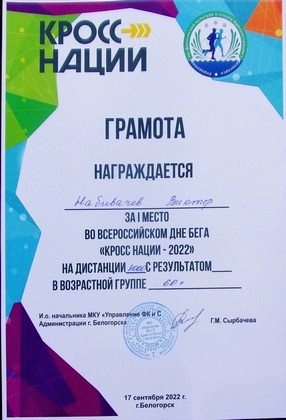 КРОСС
НАЦИИ
ГРАМОТА
НАГРАЖДАЕТСЯ
Набивачев Виктор
ЗА I МЕСТО
ВО ВСЕРОССИЙСКОМ ДНЕ БЕГА
«КРОСС НАЦИИ - 2022»
НА ДИСТАНЦИИ С РЕЗУЛЬТАТОМ
В ВОЗРАСТНОЙ ГРУППЕ 60+
И.о. начальника МКУ «Управление ФК и С
Администрации г. Белогорск»
Г.М. Сырбачева
17 сентября 2022 г.
г.Белогорск